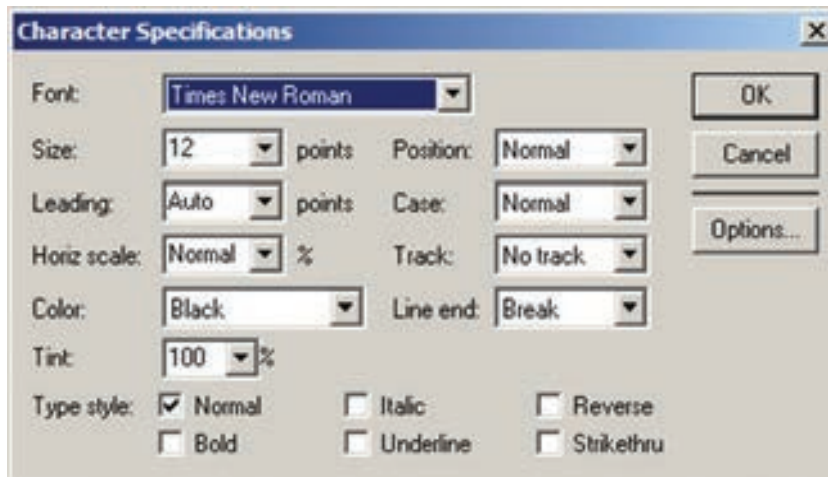 Character Specifications
Font: Times New Roman OK
Size: 12 points Position: Normal Cancel
Leading: Auto points Case: Normal Options...
Horiz scale: Normal % Track: No track
Color: Black Line end: Break
Tint: 100 %
Type style: Normal Italic Reverse
Bold Underline Strikethru